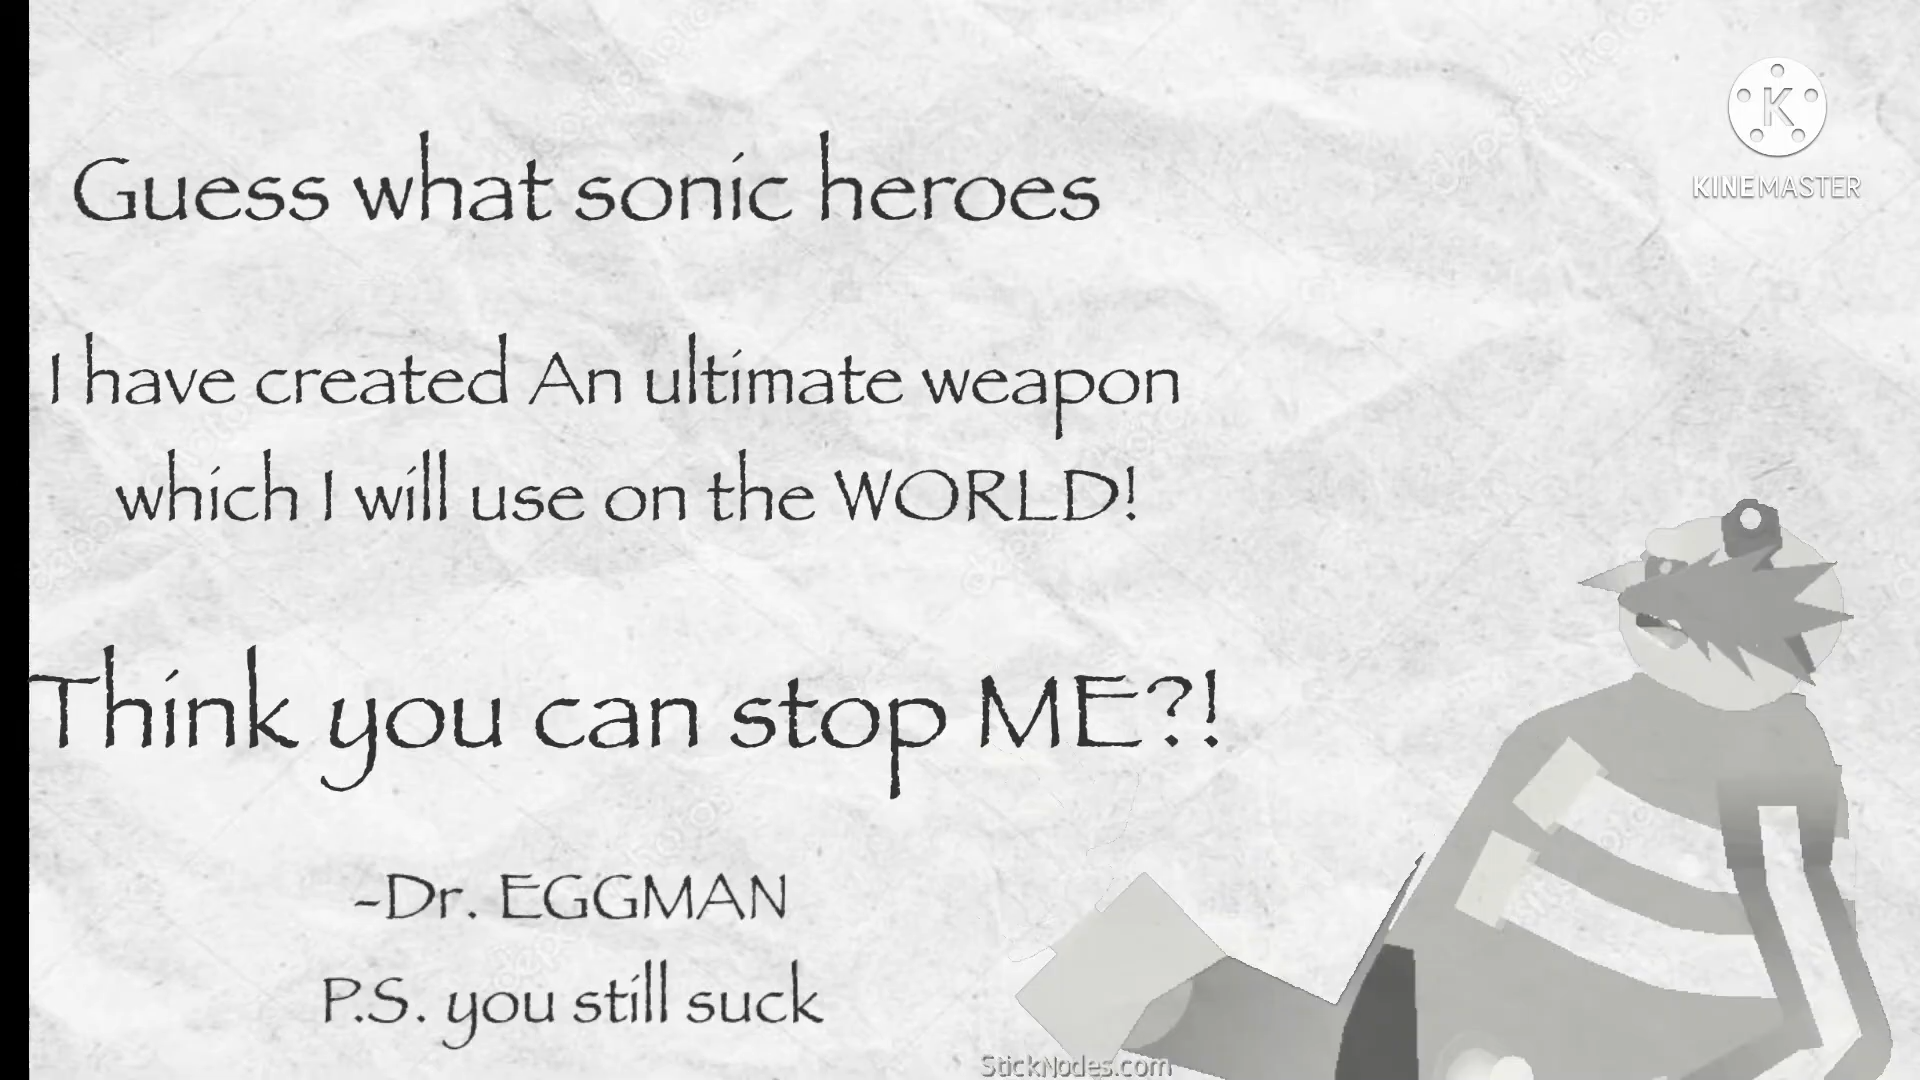 Guess what sonic heroes
I have created An ultimate weapon
which I will use on the WORLD!
Think you can stop ME?!
-Dr. EGGMAN
P.S. you still suck
K
KINEMASTER
StickNodes.com
depositphotos